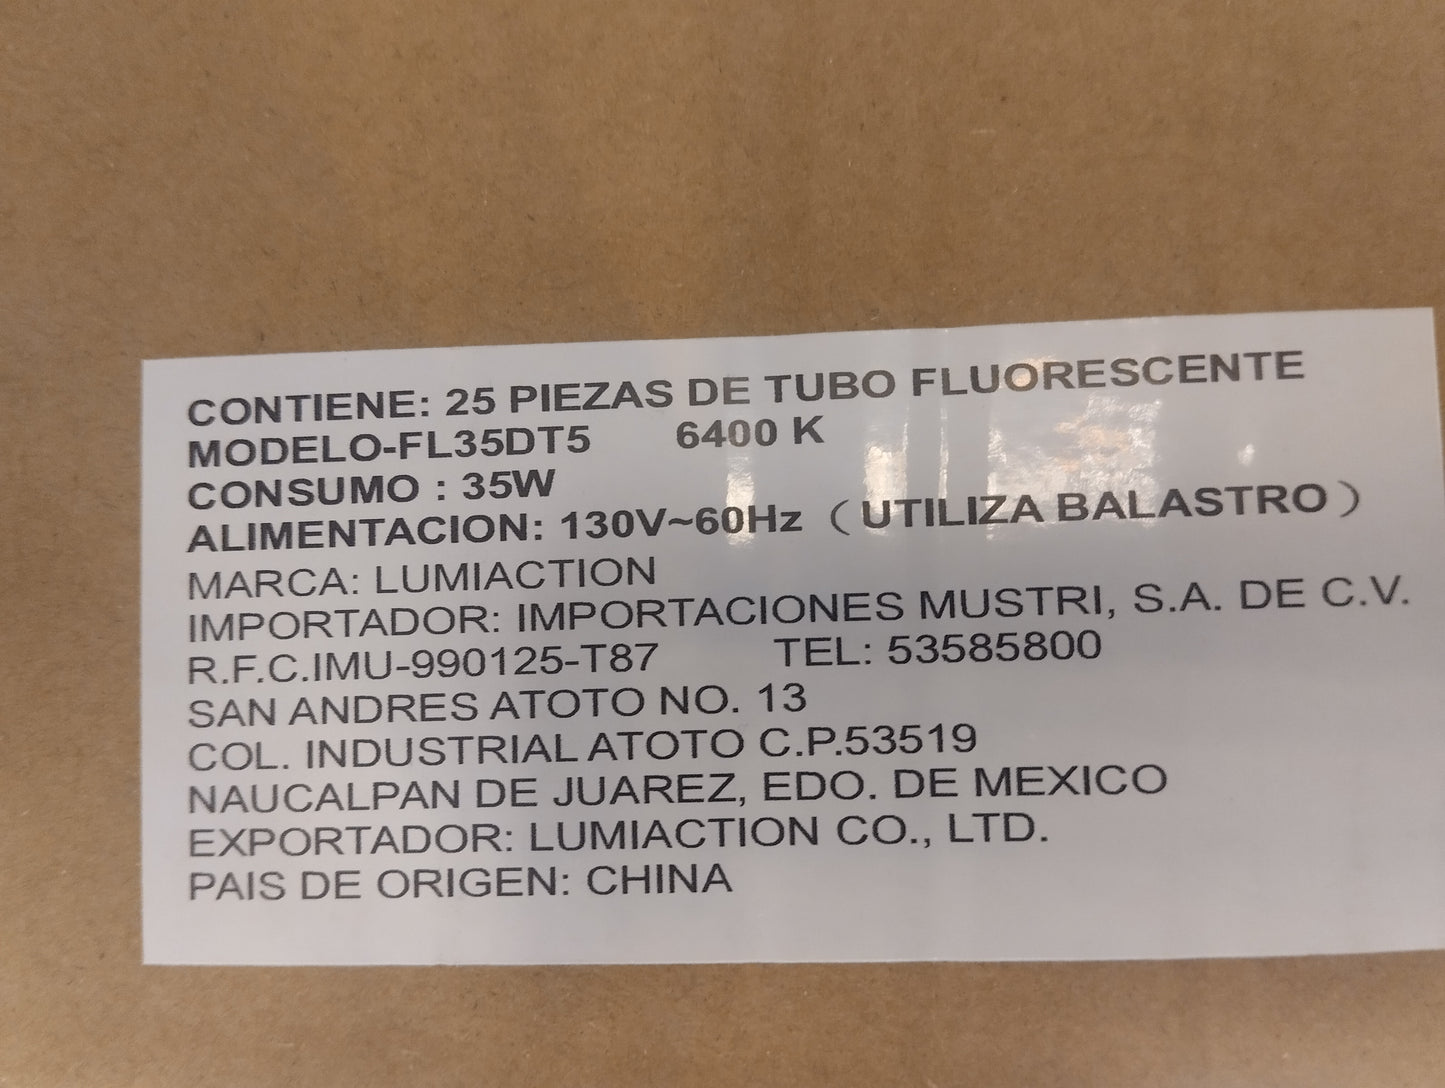 CONTIENE: 25 PIEZAS DE TUBO FLUORESCENTE
MODELO-FL35DT5 6400 K
CONSUMO : 35W
ALIMENTACION: 130V~60Hz （UTILIZA BALASTRO）
MARCA: LUMIACTION
IMPORTADOR: IMPORTACIONES MUSTRI, S.A. DE C.V.
R.F.C.IMU-990125-T87 TEL: 53585800
SAN ANDRES ATOTO NO. 13
COL. INDUSTRIAL ATOTO C.P.53519
NAUCALPAN DE JUAREZ, EDO. DE MEXICO
EXPORTADOR: LUMIACTION CO., LTD.
PAIS DE ORIGEN: CHINA